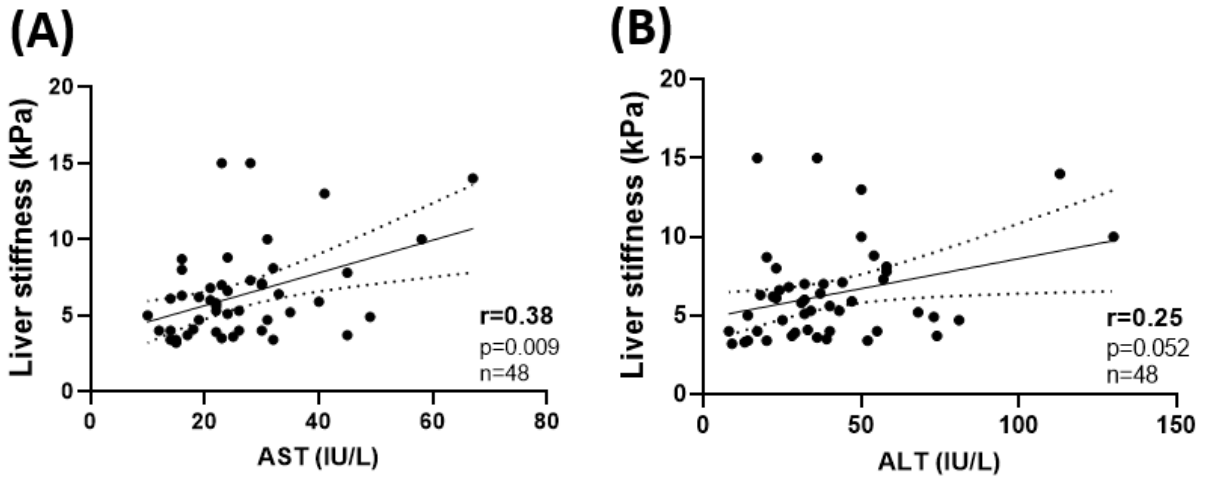 (A)
20
15
10
5
0
Liver stiffness (kPa)
r=0.38
p=0.009
n=48
0 20 40 60 80
AST (IU/L)
(B)
20
15
10
5
0
Liver stiffness (kPa)
r=0.25
p=0.052
n=48
0 50 100 150
ALT (IU/L)